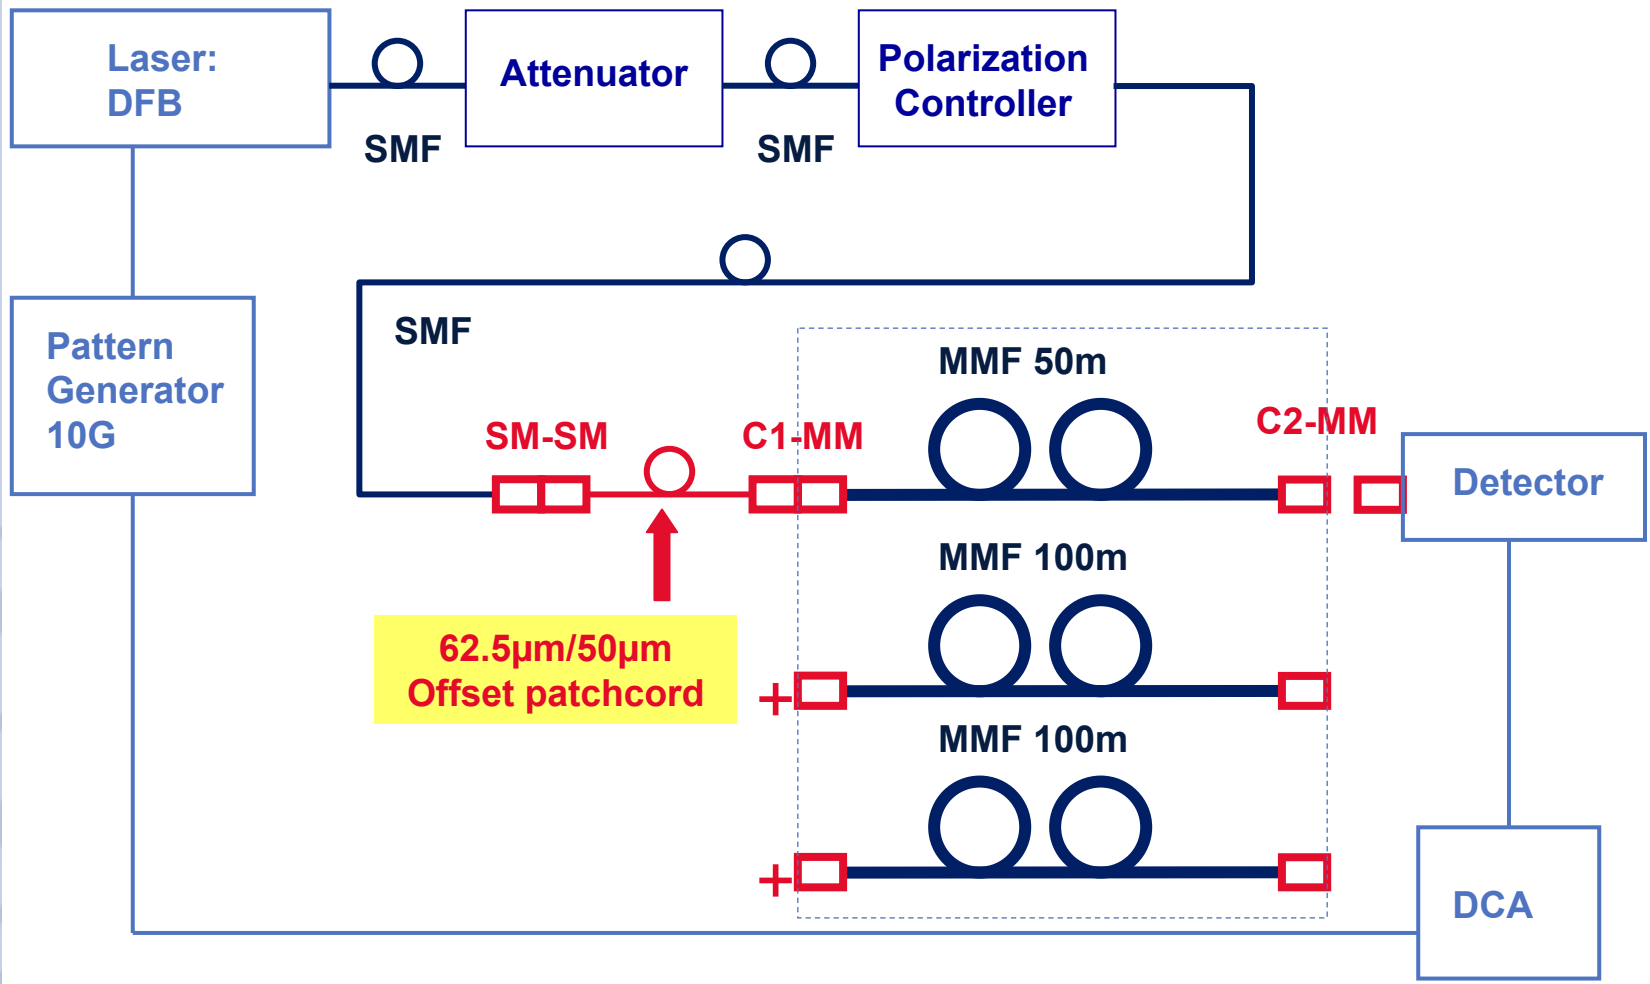 Laser:
DFB
Attenuator
Polarization
Controller
SMF
SMF
SMF
Pattern
Generator
10G
MMF 50m
SM-SM
C1-MM
C2-MM
Detector
MMF 100m
62.5µm/50µm
Offset patchcord
+
MMF 100m
+
DCA